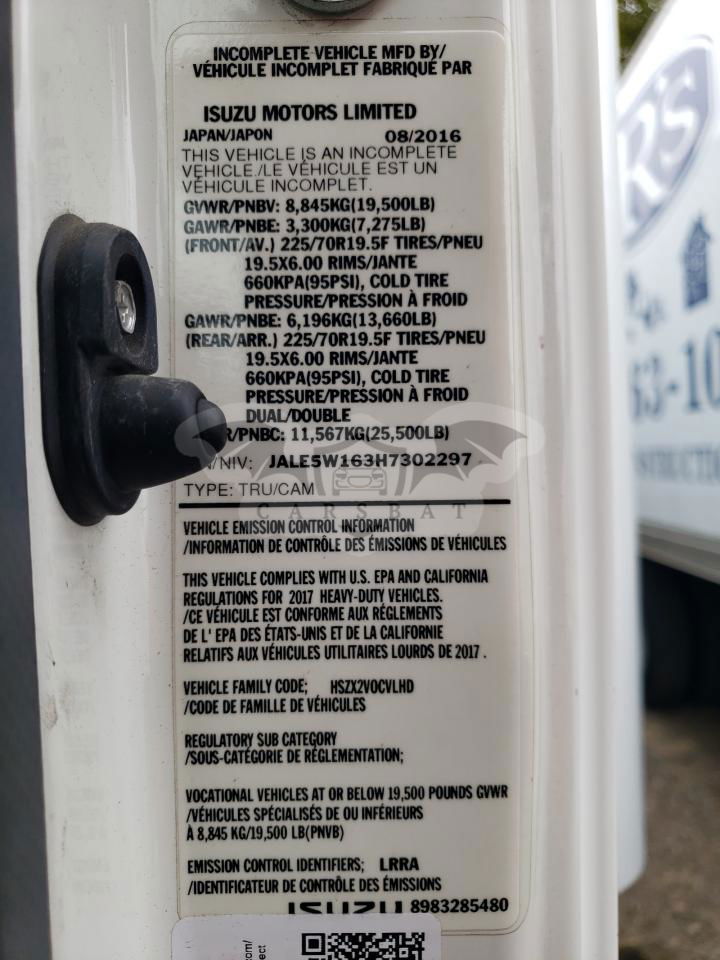 INCOMPLETE VEHICLE MFD BY/
VÉHICULE INCOMPLET FABRIQUÉ PAR
ISUZU MOTORS LIMITED
JAPAN/JAPON 08/2016
THIS VEHICLE IS AN INCOMPLETE
VEHICLE./LE VÉHICULE EST UN
VÉHICULE INCOMPLET.
GVWR/PNBV: 8,845KG(19,500LB)
GAWR/PNBE: 3,300KG(7,275LB)
(FRONT/AV.) 225/70R19.5F TIRES/PNEU
19.5X6.00 RIMS/JANTE
660KPA(95PSI), COLD TIRE
PRESSURE/PRESSION À FROID
GAWR/PNBE: 6,196KG(13,660LB)
(REAR/ARR.) 225/70R19.5F TIRES/PNEU
19.5X6.00 RIMS/JANTE
660KPA(95PSI), COLD TIRE
PRESSURE/PRESSION À FROID
DUAL/DOUBLE
R/PNBC: 11,567KG(25,500LB)
N/NIV: JALE5W163H7302297
TYPE: TRU/CAM
CARSBAT
VEHICLE EMISSION CONTROL INFORMATION
/INFORMATION DE CONTRÔLE DES ÉMISSIONS DE VÉHICULES
THIS VEHICLE COMPLIES WITH U.S. EPA AND CALIFORNIA
REGULATIONS FOR 2017 HEAVY-DUTY VEHICLES.
/CE VÉHICULE EST CONFORME AUX RÉGLEMENTS
DE L' EPA DES ÉTATS-UNIS ET DE LA CALIFORNIE
RELATIFS AUX VÉHICULES UTILITAIRES LOURDS DE 2017 .
VEHICLE FAMILY CODE; HSZX2VOCVLHD
/CODE DE FAMILLE DE VÉHICULES
REGULATORY SUB CATEGORY
/SOUS-CATÉGORIE DE RÉGLEMENTATION;
VOCATIONAL VEHICLES AT OR BELOW 19,500 POUNDS GVWR
/VÉHICULES SPÉCIALISÉS DE OU INFÉRIEURS
À 8,845 KG/19,500 LB(PNVB)
EMISSION CONTROL IDENTIFIERS; LRRA
/IDENTIFICATEUR DE CONTRÔLE DES ÉMISSIONS
ISUZU 8983285480
R'S
63-10